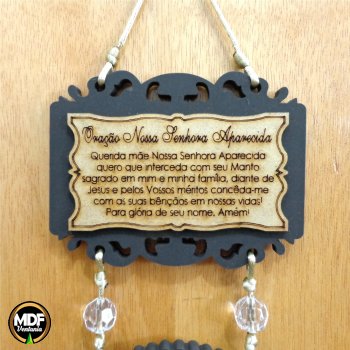 Oração Nossa Senhora Aparecida
Querida mãe Nossa Senhora Aparecida
quero que interceda com seu Manto
sagrado em mim e minha família, diante de
Jesus e pelos Vossos méritos concêda-me
com as suas bênçãos em nossas vidas!
Para glória de seu nome, Amém!
MDF
Ventania